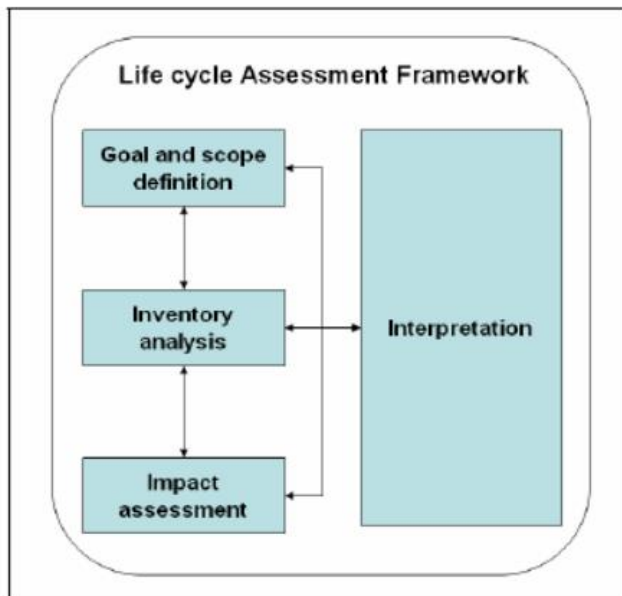 Life cycle Assessment Framework
Goal and scope
definition
Inventory
analysis
Impact
assessment
Interpretation